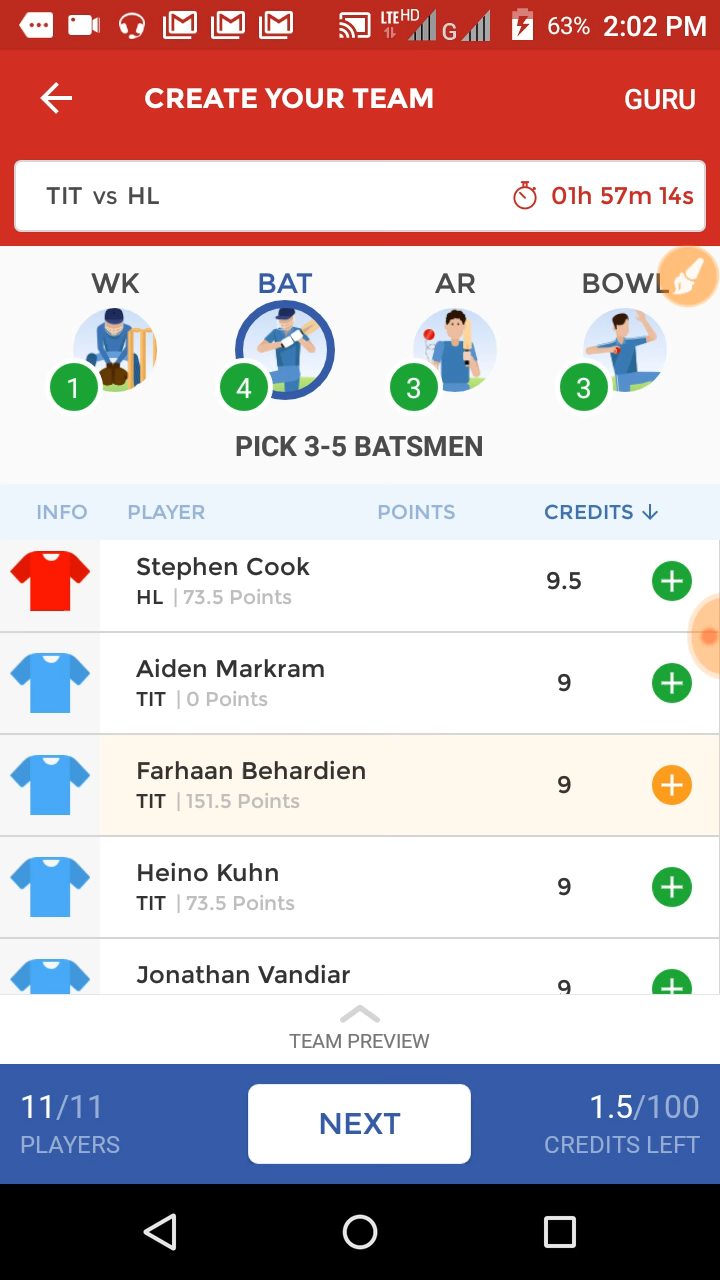 LTE HD G 63% 2:02 PM
CREATE YOUR TEAM GURU
TIT vs HL 01h 57m 14s
WK BAT AR BOWL
1 4 3 3
PICK 3-5 BATSMEN
INFO PLAYER POINTS CREDITS ↓
Stephen Cook
HL | 73.5 Points 9.5
Aiden Markram
TIT | 0 Points 9
Farhaan Behardien
TIT | 151.5 Points 9
Heino Kuhn
TIT | 73.5 Points 9
Jonathan Vandiar
9
TEAM PREVIEW
11/11 NEXT 1.5/100
PLAYERS CREDITS LEFT